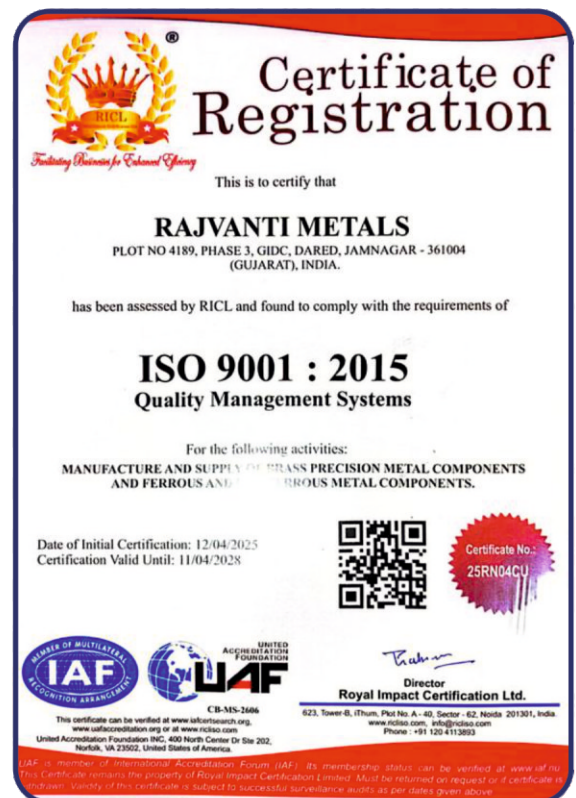 ®
RICL
Facilitating Businesses for Enhanced Efficiency
Certificate of
Registration
This is to certify that
RAJVANTI METALS
PLOT NO 4189, PHASE 3, GIDC, DARED, JAMNAGAR - 361004
(GUJARAT), INDIA.
has been assessed by RICL and found to comply with the requirements of
ISO 9001 : 2015
Quality Management Systems
For the following activities:
MANUFACTURE AND SUPPLY OF BRASS PRECISION METAL COMPONENTS
AND FERROUS AND RROUS METAL COMPONENTS.
Date of Initial Certification: 12/04/2025
Certification Valid Until: 11/04/2028
Certificate No.:
25RN04CU
MEMBER OF MULTILATERAL
IAF
RECOGNITION ARRANGEMENT
UNITED
ACCREDITATION
FOUNDATION
UAF
CB-MS-2606
This certificate can be verified at www.iafcertsearch.org,
www.uafaccreditation.org or at www.ricliso.com
United Accreditation Foundation INC, 400 North Center Dr Ste 202,
Norfolk, VA 23502, United States of America.
Director
Royal Impact Certification Ltd.
623, Tower-B, iThum, Plot No. A - 40, Sector - 62, Noida 201301, India.
www.ricliso.com, info@ricliso.com
Phone : +91 120 4113893
UAF is member of International Accreditation Forum (IAF). Its membership status can be verified at www.iaf.nu
This Certificate remains the property of Royal Impact Certification Limited. Must be returned on request or if certificate is
withdrawn. Validity of this certificate is subject to successful surveillance audits as per dates given above